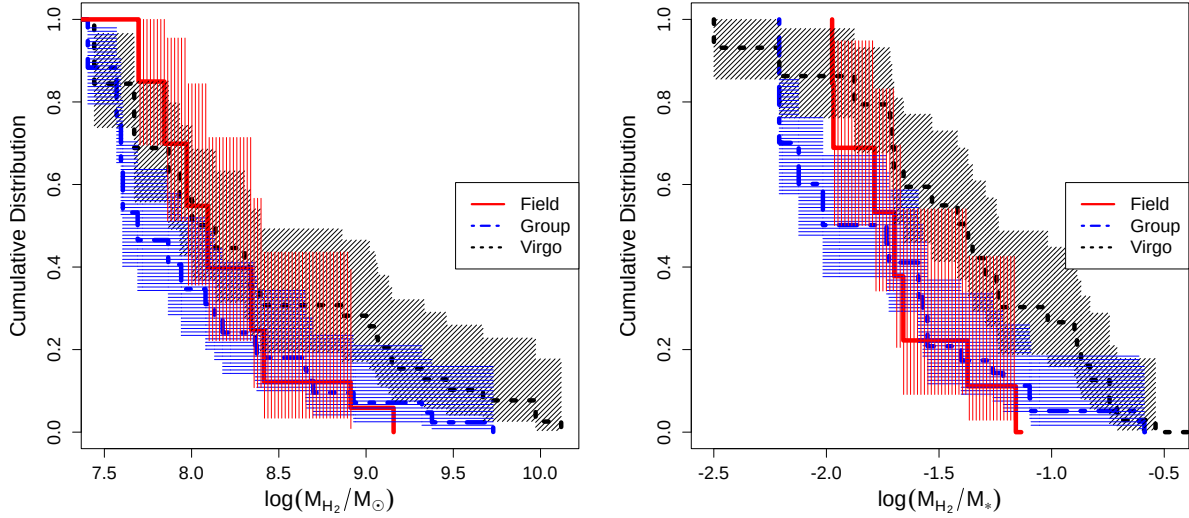 Cumulative Distribution
1.0
0.8
0.6
0.4
0.2
0.0
Field
Group
Virgo
7.5 8.0 8.5 9.0 9.5 10.0
log(M_H₂/M_⊙)
Cumulative Distribution
1.0
0.8
0.6
0.4
0.2
0.0
Field
Group
Virgo
-2.5 -2.0 -1.5 -1.0 -0.5
log(M_H₂/M_*)